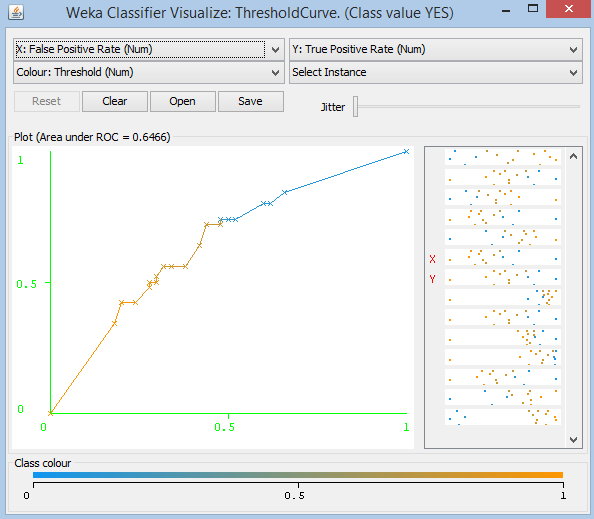 Weka Classifier Visualize: ThresholdCurve. (Class value YES)
X: False Positive Rate (Num)
Y: True Positive Rate (Num)
Colour: Threshold (Num)
Select Instance
Reset
Clear
Open
Save
Jitter
Plot (Area under ROC = 0.6466)
1
0.5
0
0
0.5
1
X
Y
Class colour
0
0.5
1